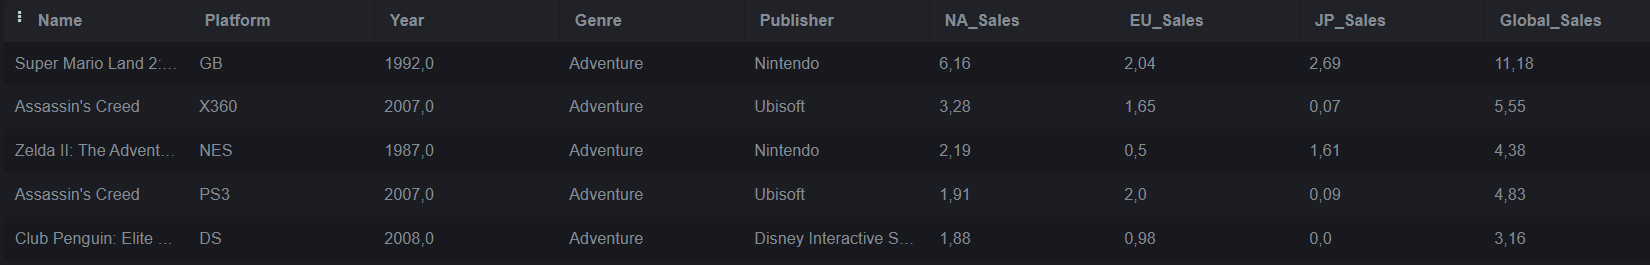 Name Platform Year Genre Publisher NA_Sales EU_Sales JP_Sales Global_Sales
Super Mario Land 2:... GB 1992,0 Adventure Nintendo 6,16 2,04 2,69 11,18
Assassin's Creed X360 2007,0 Adventure Ubisoft 3,28 1,65 0,07 5,55
Zelda II: The Advent... NES 1987,0 Adventure Nintendo 2,19 0,5 1,61 4,38
Assassin's Creed PS3 2007,0 Adventure Ubisoft 1,91 2,0 0,09 4,83
Club Penguin: Elite ... DS 2008,0 Adventure Disney Interactive S... 1,88 0,98 0,0 3,16